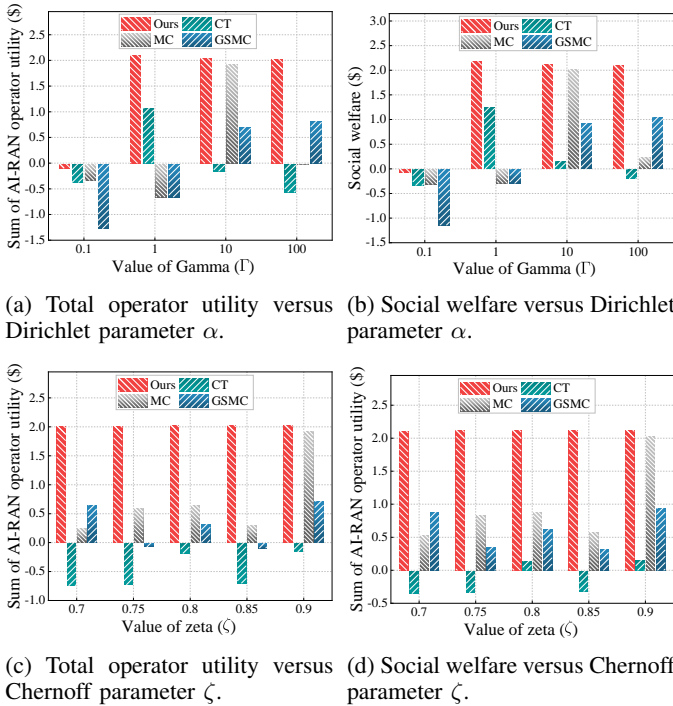 Sum of AI-RAN operator utility ($)
2.5
2.0
1.5
1.0
0.5
0.0
-0.5
-1.0
-1.5
Ours CT
MC GSMC
0.1 1 10 100
Value of Gamma (Γ)
Social welfare ($)
3.0
2.5
2.0
1.5
1.0
0.5
0.0
-0.5
-1.0
-1.5
Ours CT
MC GSMC
0.1 1 10 100
Value of Gamma (Γ)
(a) Total operator utility versus
Dirichlet parameter α.
(b) Social welfare versus Dirichlet
parameter α.
Sum of AI-RAN operator utility ($)
2.5
2.0
1.5
1.0
0.5
0.0
-0.5
-1.0
Ours CT
MC GSMC
0.7 0.75 0.8 0.85 0.9
Value of zeta (ζ)
Sum of AI-RAN operator utility ($)
2.5
2.0
1.5
1.0
0.5
0.0
-0.5
Ours CT
MC GSMC
0.7 0.75 0.8 0.85 0.9
Value of zeta (ζ)
(c) Total operator utility versus
Chernoff parameter ζ.
(d) Social welfare versus Chernoff
parameter ζ.